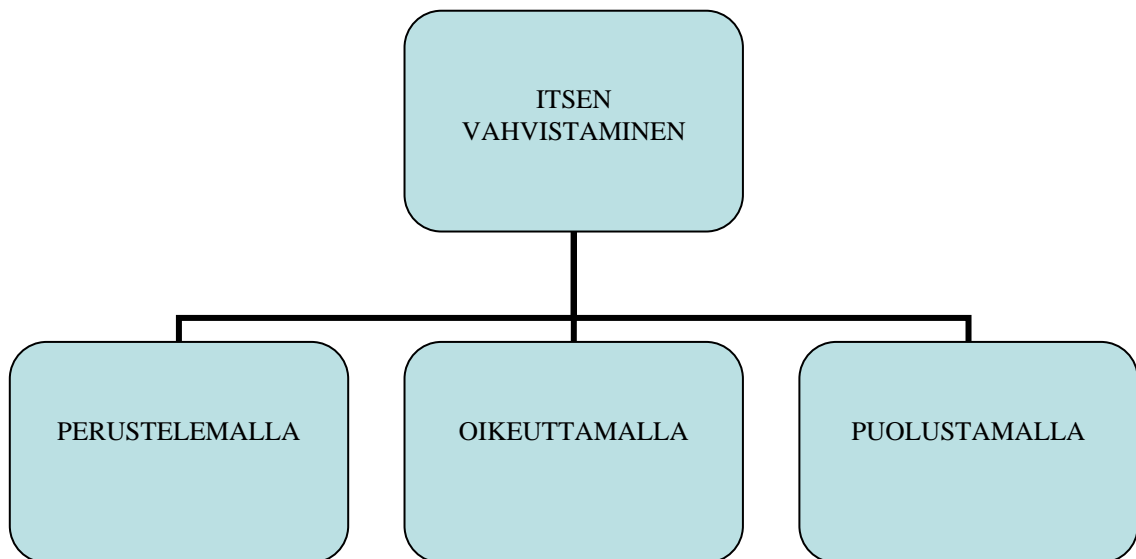 ITSEN
VAHVISTAMINEN
PERUSTELEMALLA
OIKEUTTAMALLA
PUOLUSTAMALLA